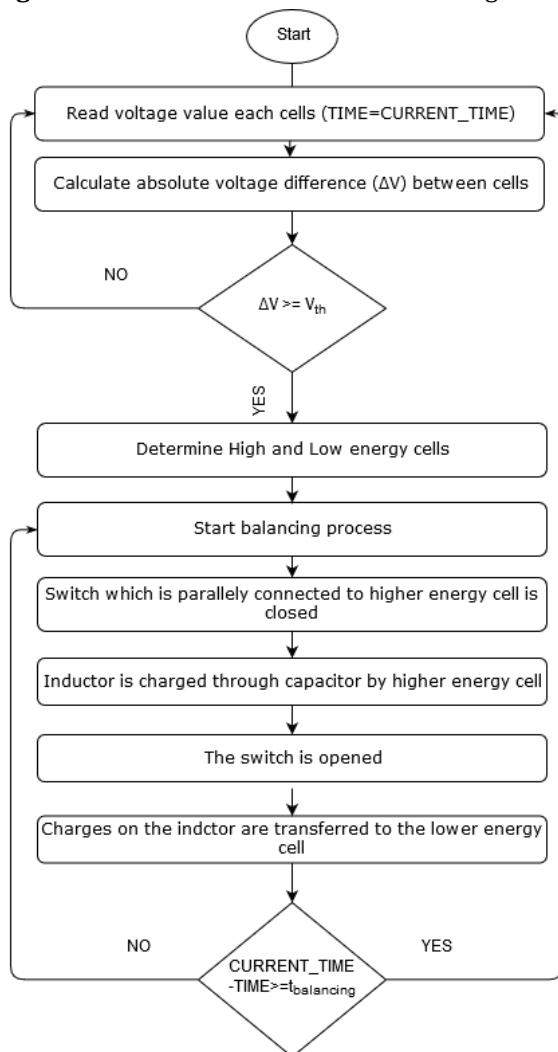 Start
Read voltage value each cells (TIME=CURRENT_TIME)
Calculate absolute voltage difference (ΔV) between cells
NO
ΔV >= Vth
YES
Determine High and Low energy cells
Start balancing process
Switch which is parallely connected to higher energy cell is
closed
Inductor is charged through capacitor by higher energy cell
The switch is opened
Charges on the indctor are transferred to the lower energy
cell
NO
YES
CURRENT_TIME
-TIME>=tbalancing